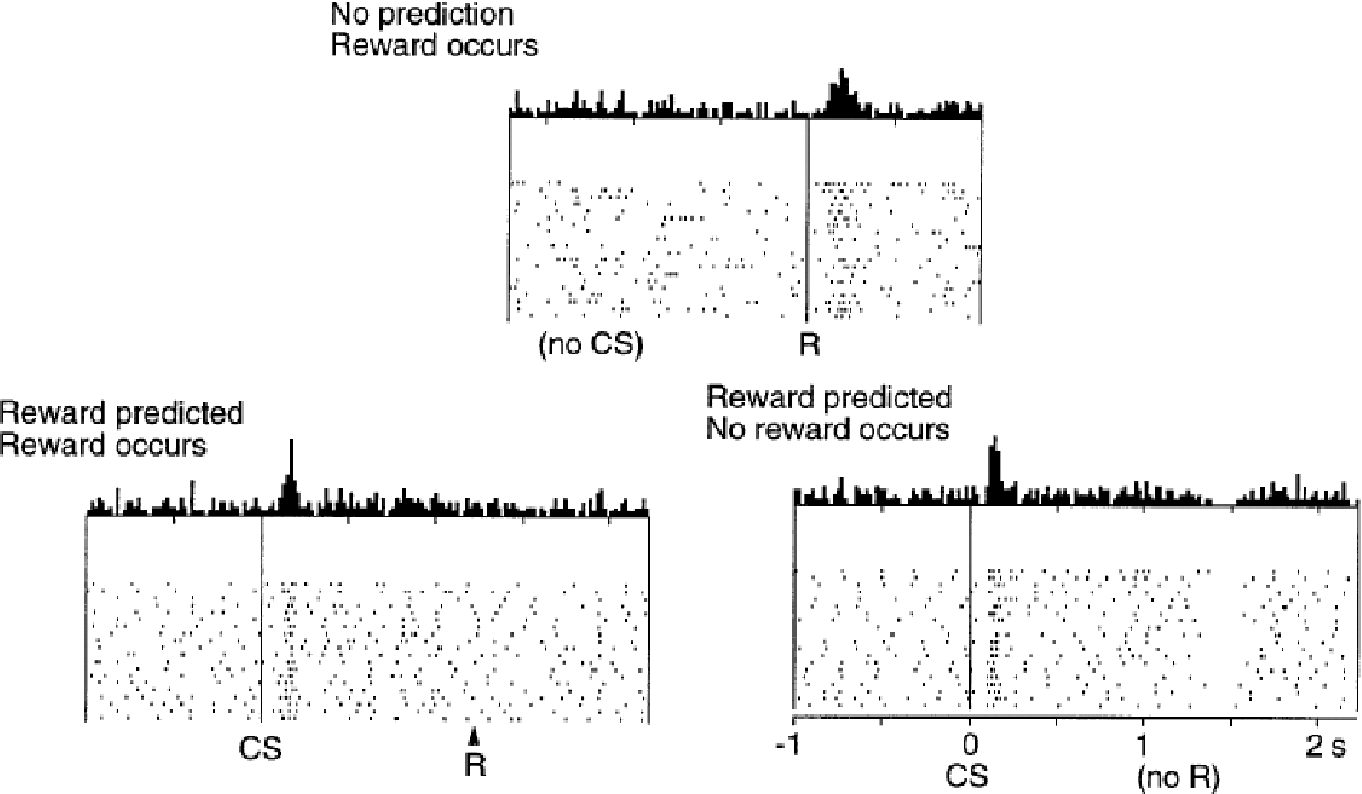 No prediction
Reward occurs
(no CS)
R
Reward predicted
Reward occurs
CS
R
Reward predicted
No reward occurs
-1
0
1
2 s
CS
(no R)